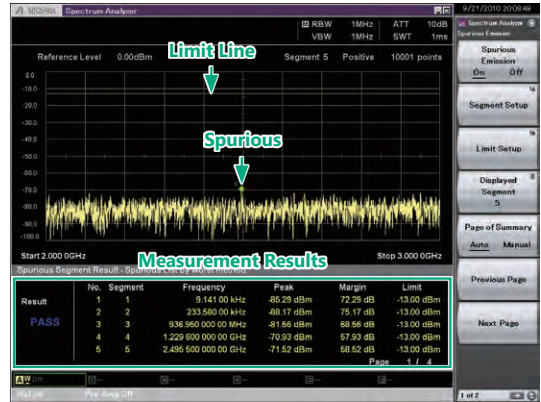 MS2690A Spectrum Analyzer
9/21/2010 20:08:49
RBW 1MHz ATT 10dB
VBW 1MHz SWT 1ms
Reference Level 0.00dBm Segment 5 Positive 10001 points
Limit Line
Spurious
0.0
-10.0
-20.0
-30.0
-40.0
-50.0
-60.0
-70.0
-80.0
-90.0
-100.0
Start 2.000 0GHz Stop 3.000 0GHz
Measurement Results
Spurious Segment Result - Spurious List by Worst method
No. Segment Frequency Peak Margin Limit
Result
PASS
1 1 9.141 00 kHz -85.29 dBm 72.29 dB -13.00 dBm
2 2 233.580 00 kHz -88.17 dBm 75.17 dB -13.00 dBm
3 3 936.950 000 00 MHz -81.56 dBm 68.56 dB -13.00 dBm
4 4 1.229 600 000 00 GHz -70.93 dBm 57.93 dB -13.00 dBm
5 5 2.495 500 000 00 GHz -71.52 dBm 58.52 dB -13.00 dBm
Page 1 / 4
Off
Pre-Amp Off
Spectrum Analyzer
Spurious Emission
Spurious
Emission
On Off
Segment Setup
Limit Setup
Displayed
Segment
5
Page of Summary
Auto Manual
Previous Page
Next Page
1 of 2